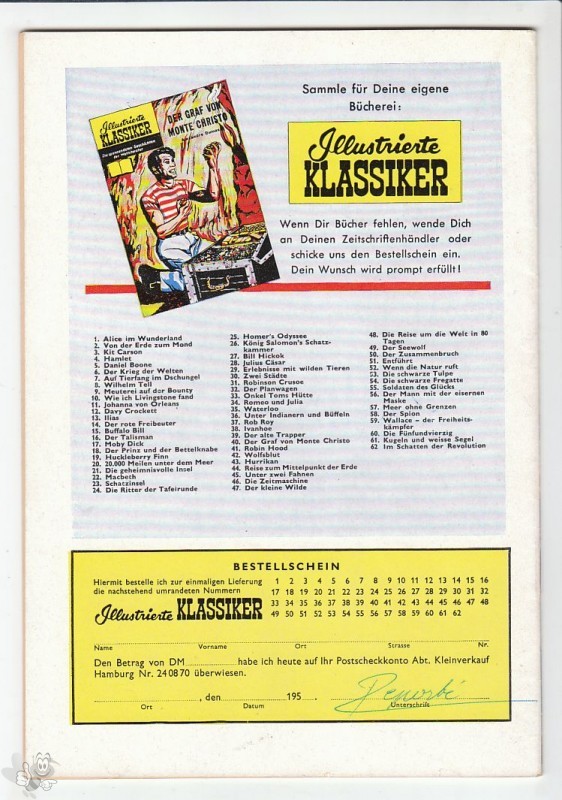 Sammle für Deine eigene
Bücherei:
Illustrierte
KLASSIKER
DER GRAF VON
MONTE CHRISTO
Illustrierte
KLASSIKER
Wenn Dir Bücher fehlen, wende Dich
an Deinen Zeitschriftenhändler oder
schicke uns den Bestellschein ein.
Dein Wunsch wird prompt erfüllt!
1. Alice im Wunderland
2. Von der Erde zum Mond
3. Kit Carson
4. Hamlet
5. Daniel Boone
6. Der Krieg der Welten
7. Auf Tierfang im Dschungel
8. Wilhelm Tell
9. Meuterei auf der Bounty
10. Wie ich Livingstone fand
11. Johanna von Orleans
12. Davy Crockett
13. Ilias
14. Der rote Freibeuter
15. Buffalo Bill
16. Der Talisman
17. Moby Dick
18. Der Prinz und der Bettelknabe
19. Huckleberry Finn
20. 20.000 Meilen unter dem Meer
21. Die geheimnisvolle Insel
22. Macbeth
23. Schatzinsel
24. Die Ritter der Tafelrunde
25. Homer's Odyssee
26. König Salomon's Schatz-
kammer
27. Bill Hickok
28. Julius Cäsar
29. Erlebnisse mit wilden Tieren
30. Zwei Städte
31. Robinson Crusoe
32. Der Planwagen
33. Onkel Toms Hütte
34. Romeo und Julia
35. Waterloo
36. Unter Indianern und Büffeln
37. Rob Roy
38. Ivanhoe
39. Der alte Trapper
40. Der Graf von Monte Christo
41. Robin Hood
42. Wolfsblut
43. Hurrikan
44. Reise zum Mittelpunkt der Erde
45. Unter zwei Fahnen
46. Die Zeitmaschine
47. Der kleine Wilde
48. Die Reise um die Welt in 80
Tagen
49. Der Seewolf
50. Der Zusammenbruch
51. Entführt
52. Wenn die Natur ruft
53. Die schwarze Tulpe
54. Die schwarze Fregatte
55. Soldaten des Glücks
56. Der Mann mit der eisernen
Maske
57. Meer ohne Grenzen
58. Der Spion
59. Wallace - der Freiheits-
kämpfer
60. Die Fünfundvierzig
61. Kugeln und weisse Segel
62. Im Schatten der Revolution
BESTELLSCHEIN
Hiermit bestelle ich zur einmaligen Lieferung
die nachstehend umrandeten Nummern
Illustrierte KLASSIKER
1 2 3 4 5 6 7 8 9 10 11 12 13 14 15 16
17 18 19 20 21 22 23 24 25 26 27 28 29 30 31 32
33 34 35 36 37 38 39 40 41 42 43 44 45 46 47 48
49 50 51 52 53 54 55 56 57 58 59 60 61 62
Name Vorname Ort Strasse Nr.
Den Betrag von DM habe ich heute auf Ihr Postscheckkonto Abt. Kleinverkauf
Hamburg Nr. 240870 überwiesen.
, den 195
Ort Datum Unterschrift